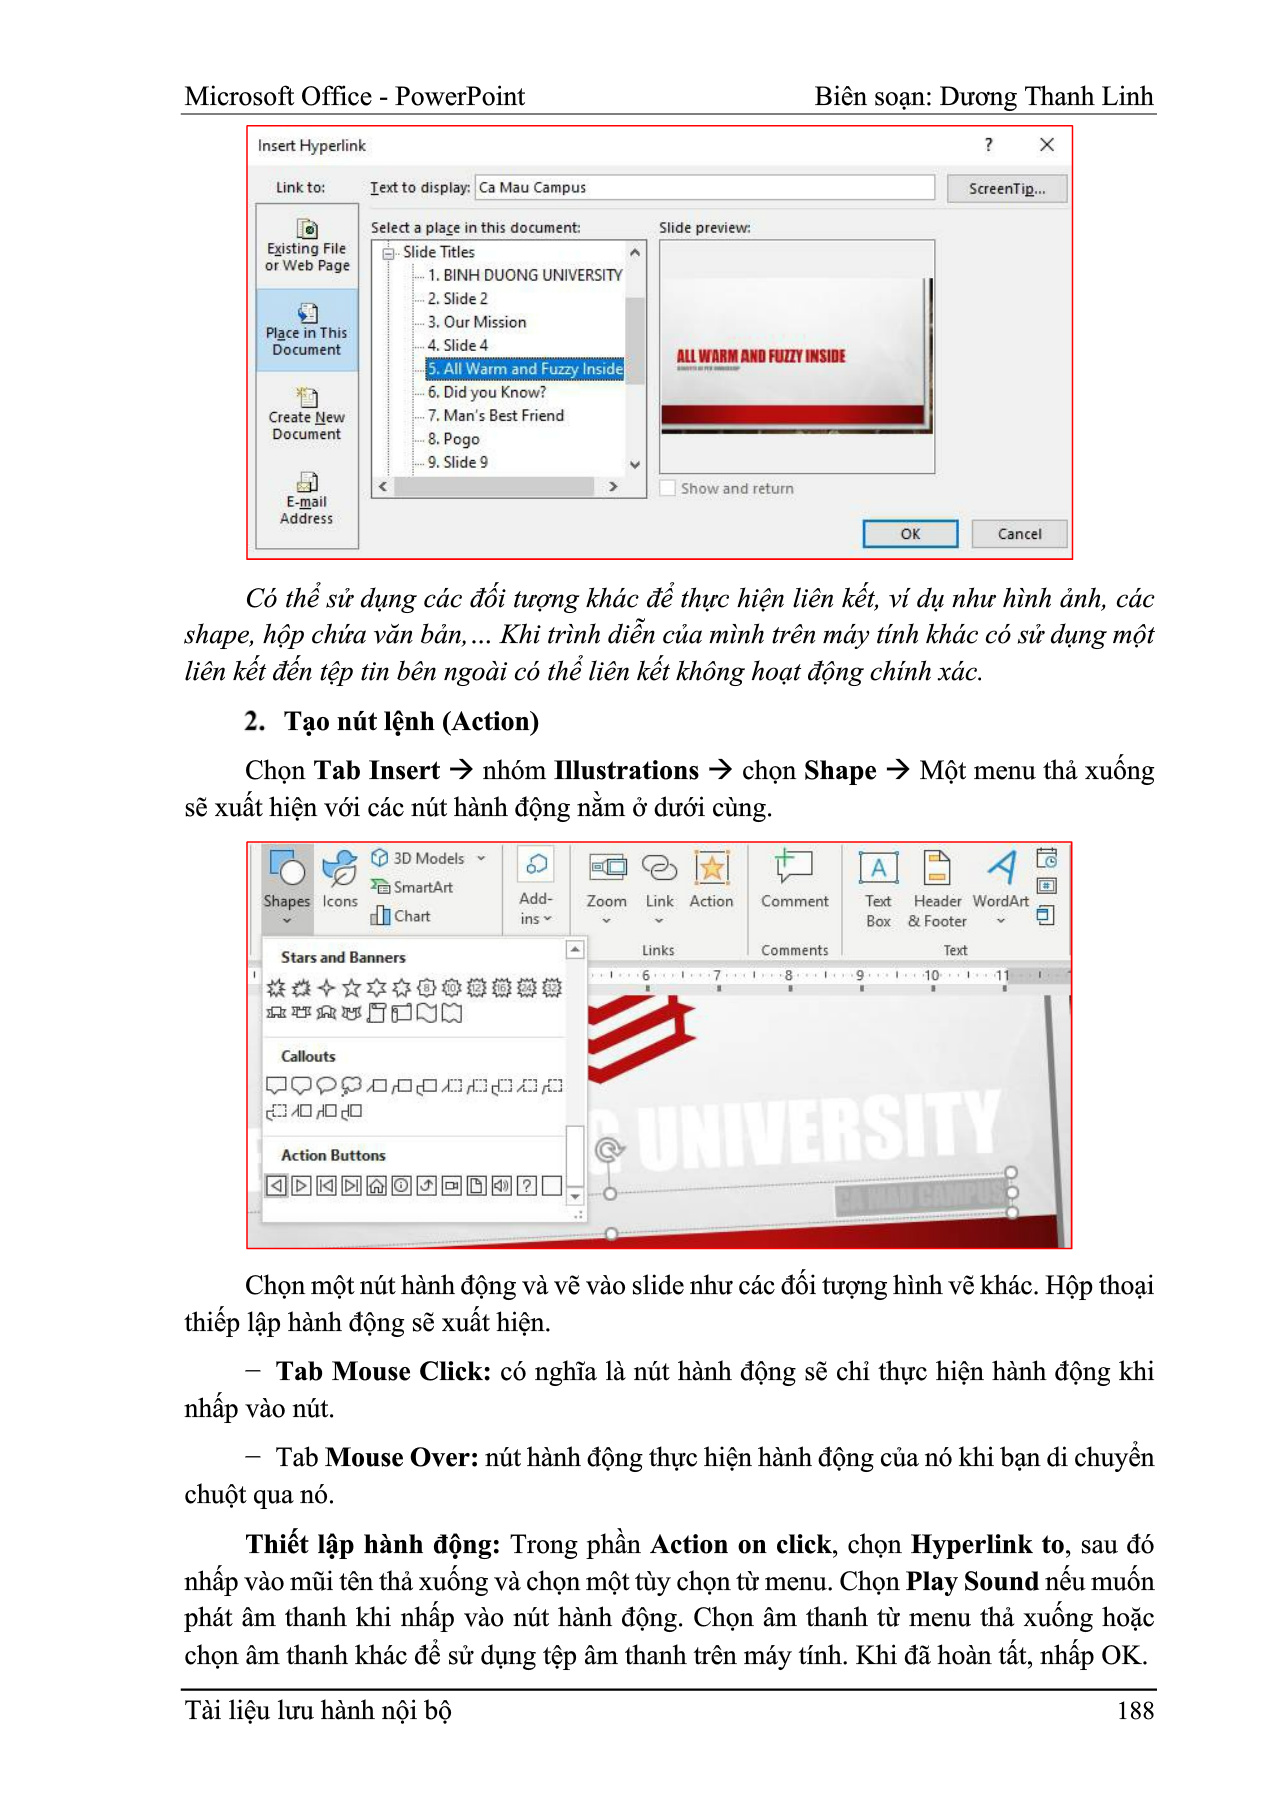 Microsoft Office - PowerPoint Biên soạn: Dương Thanh Linh
Insert Hyperlink ? ×
Link to: Text to display: Ca Mau Campus ScreenTip...
Select a place in this document: Slide preview:
Existing File
or Web Page
Place in This
Document
Create New
Document
E-mail
Address
Slide Titles
1. BINH DUONG UNIVERSITY
2. Slide 2
3. Our Mission
4. Slide 4
5. All Warm and Fuzzy Inside
6. Did you Know?
7. Man's Best Friend
8. Pogo
9. Slide 9
ALL WARM AND FUZZY INSIDE
Show and return
OK Cancel
Có thể sử dụng các đối tượng khác để thực hiện liên kết, ví dụ như hình ảnh, các
shape, hộp chứa văn bản,… Khi trình diễn của mình trên máy tính khác có sử dụng một
liên kết đến tệp tin bên ngoài có thể liên kết không hoạt động chính xác.
2. Tạo nút lệnh (Action)
Chọn Tab Insert → nhóm Illustrations → chọn Shape → Một menu thả xuống
sẽ xuất hiện với các nút hành động nằm ở dưới cùng.
Shapes Icons
3D Models
SmartArt
Chart
Add-
ins
Zoom Link Action
Links
Comment
Comments
Text
Box
Header
& Footer
WordArt
Text
6 7 8 9 10 11
Stars and Banners
8 10 12 16 24 32
Callouts
Action Buttons
G UNIVERSITY
CA MAU CAMPUS
Chọn một nút hành động và vẽ vào slide như các đối tượng hình vẽ khác. Hộp thoại
thiếp lập hành động sẽ xuất hiện.
− Tab Mouse Click: có nghĩa là nút hành động sẽ chỉ thực hiện hành động khi
nhấp vào nút.
− Tab Mouse Over: nút hành động thực hiện hành động của nó khi bạn di chuyển
chuột qua nó.
Thiết lập hành động: Trong phần Action on click, chọn Hyperlink to, sau đó
nhấp vào mũi tên thả xuống và chọn một tùy chọn từ menu. Chọn Play Sound nếu muốn
phát âm thanh khi nhấp vào nút hành động. Chọn âm thanh từ menu thả xuống hoặc
chọn âm thanh khác để sử dụng tệp âm thanh trên máy tính. Khi đã hoàn tất, nhấp OK.
Tài liệu lưu hành nội bộ 188